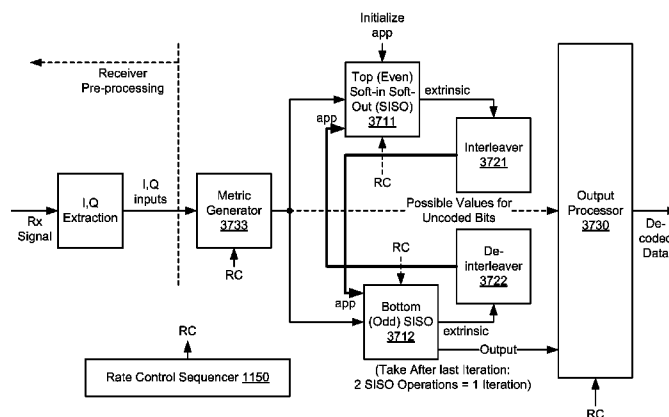 Initialize
app
Receiver
Pre-processing
Top (Even)
Soft-in Soft-
Out (SISO)
3711
extrinsic
app
Interleaver
3721
RC
I,Q
inputs
Rx
Signal
I,Q
Extraction
Metric
Generator
3733
RC
Possible Values for
Uncoded Bits
Output
Processor
3730
De-
coded
Data
RC
De-
interleaver
3722
app
Bottom
(Odd) SISO
3712
extrinsic
Output
(Take After last Iteration:
2 SISO Operations = 1 Iteration)
RC
Rate Control Sequencer 1150
RC